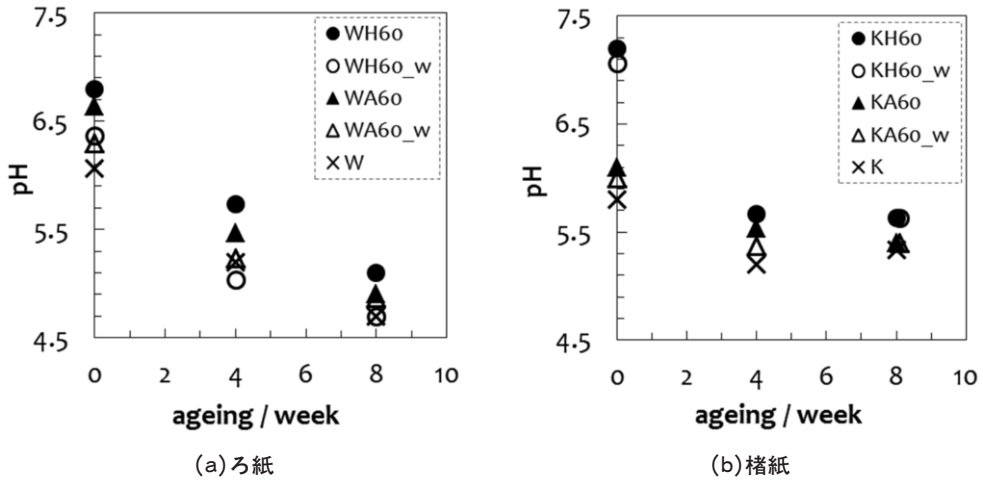 7.5
6.5
5.5
4.5
pH
0 2 4 6 8 10
ageing / week
WH60
WH60_w
WA60
WA60_w
W
(a)ろ紙
7.5
6.5
5.5
4.5
pH
0 2 4 6 8 10
ageing / week
KH60
KH60_w
KA60
KA60_w
K
(b)楮紙